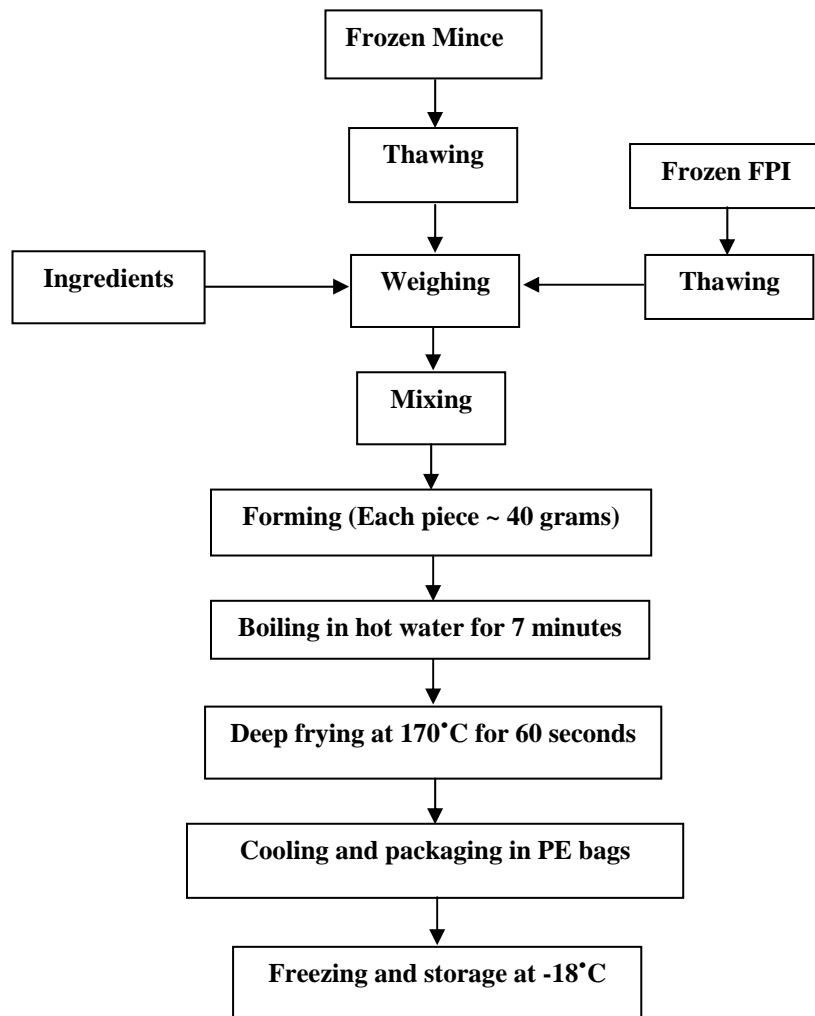 Frozen Mince
Thawing
Frozen FPI
Ingredients
Weighing
Thawing
Mixing
Forming (Each piece ~ 40 grams)
Boiling in hot water for 7 minutes
Deep frying at 170•C for 60 seconds
Cooling and packaging in PE bags
Freezing and storage at -18•C